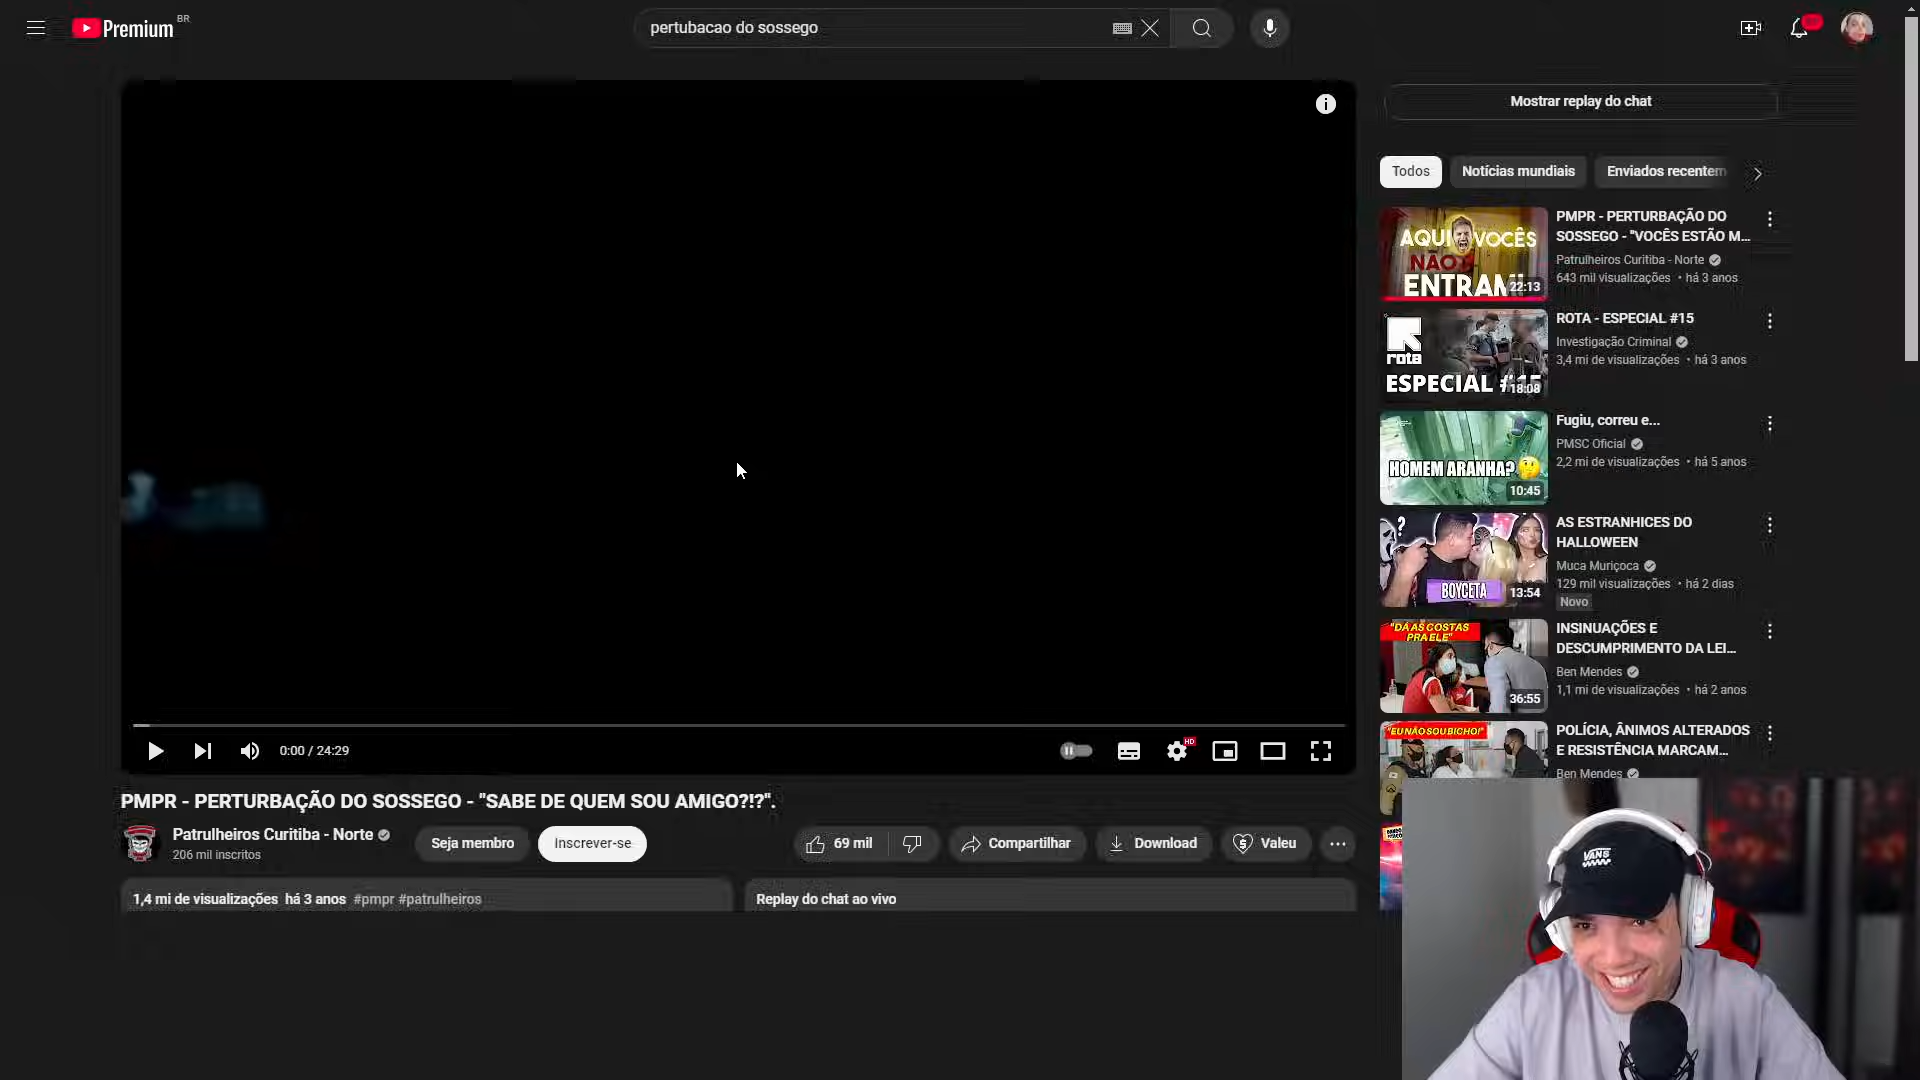 Premium BR
pertubacao do sossego
Mostrar replay do chat
Todos
Notícias mundiais
Enviados recentem
AQUI VOCÊS
NÃO
ENTRAM!
22:13
PMPR - PERTURBAÇÃO DO
SOSSEGO - "VOCÊS ESTÃO M...
Patrulheiros Curitiba - Norte
643 mil visualizações • há 3 anos
rota
ESPECIAL #15
18:08
ROTA - ESPECIAL #15
Investigação Criminal
3,4 mi de visualizações • há 3 anos
HOMEM ARANHA?
10:45
Fugiu, correu e...
PMSC Oficial
2,2 mi de visualizações • há 5 anos
?
BOYCETA
13:54
AS ESTRANHICES DO
HALLOWEEN
Muca Muriçoca
129 mil visualizações • há 2 dias
Novo
"DÁ AS COSTAS
PRA ELE"
36:55
INSINUAÇÕES E
DESCUMPRIMENTO DA LEI...
Ben Mendes
1,1 mi de visualizações • há 2 anos
"EU NÃO SOU BICHO!"
POLÍCIA, ÂNIMOS ALTERADOS
E RESISTÊNCIA MARCAM...
Ben Mendes
0:00 / 24:29
HD
PMPR - PERTURBAÇÃO DO SOSSEGO - "SABE DE QUEM SOU AMIGO?!?".
Patrulheiros Curitiba - Norte
206 mil inscritos
Seja membro
Inscrever-se
69 mil
Compartilhar
Download
Valeu
1,4 mi de visualizações há 3 anos #pmpr #patrulheiros
Replay do chat ao vivo
VANS